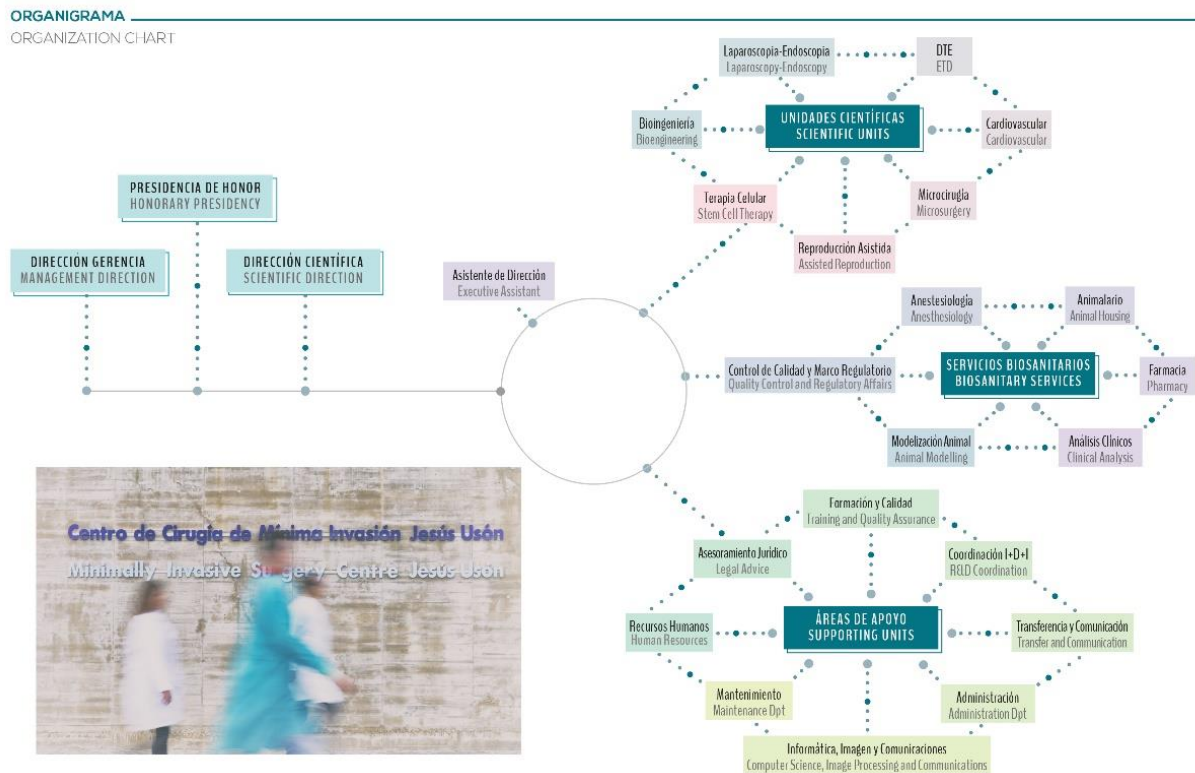 ORGANIGRAMA
ORGANIZATION CHART
PRESIDENCIA DE HONOR
HONORARY PRESIDENCY
DIRECCIÓN GERENCIA
MANAGEMENT DIRECTION
DIRECCIÓN CIENTÍFICA
SCIENTIFIC DIRECTION
Asistente de Dirección
Executive Assistant
Laparoscopia-Endoscopia
Laparoscopy-Endoscopy
DTE
ETD
Bioingeniería
Bioengineering
UNIDADES CIENTÍFICAS
SCIENTIFIC UNITS
Cardiovascular
Cardiovascular
Terapia Celular
Stem Cell Therapy
Microcirugía
Microsurgery
Reproducción Asistida
Assisted Reproduction
Anestesiología
Anesthesiology
Animalario
Animal Housing
Control de Calidad y Marco Regulatorio
Quality Control and Regulatory Affairs
SERVICIOS BIOSANITARIOS
BIOSANITARY SERVICES
Farmacia
Pharmacy
Modelización Animal
Animal Modelling
Análisis Clínicos
Clinical Analysis
Formación y Calidad
Training and Quality Assurance
Asesoramiento Jurídico
Legal Advice
Coordinación I+D+I
R&D Coordination
Recursos Humanos
Human Resources
ÁREAS DE APOYO
SUPPORTING UNITS
Transferencia y Comunicación
Transfer and Communication
Mantenimiento
Maintenance Dpt
Administración
Administration Dpt
Informática, Imagen y Comunicaciones
Computer Science, Image Processing and Communications
Centro de Cirugía de Mínima Invasión Jesús Usón
Minimally Invasive Surgery Centre Jesús Usón